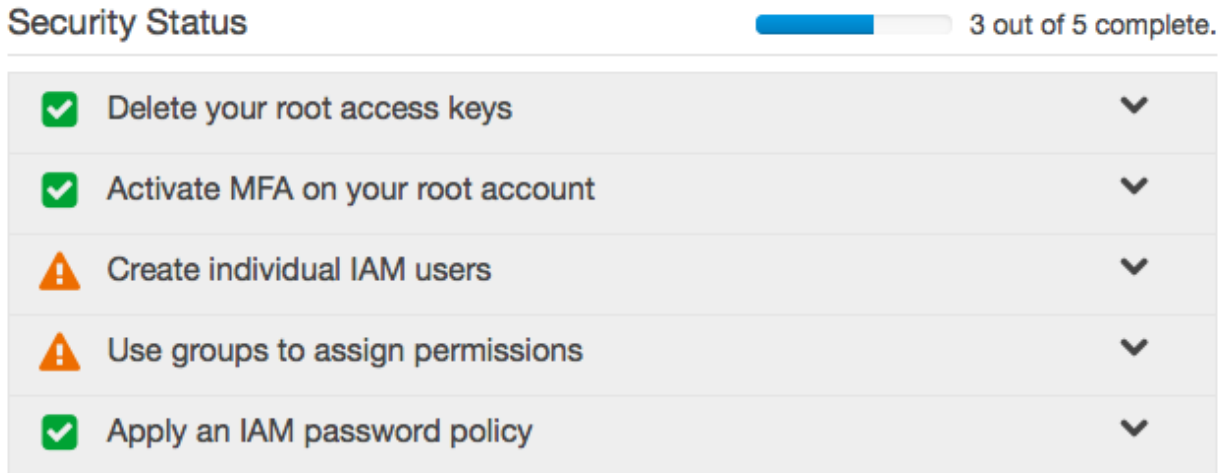 Security Status
3 out of 5 complete.
Delete your root access keys
Activate MFA on your root account
Create individual IAM users
Use groups to assign permissions
Apply an IAM password policy